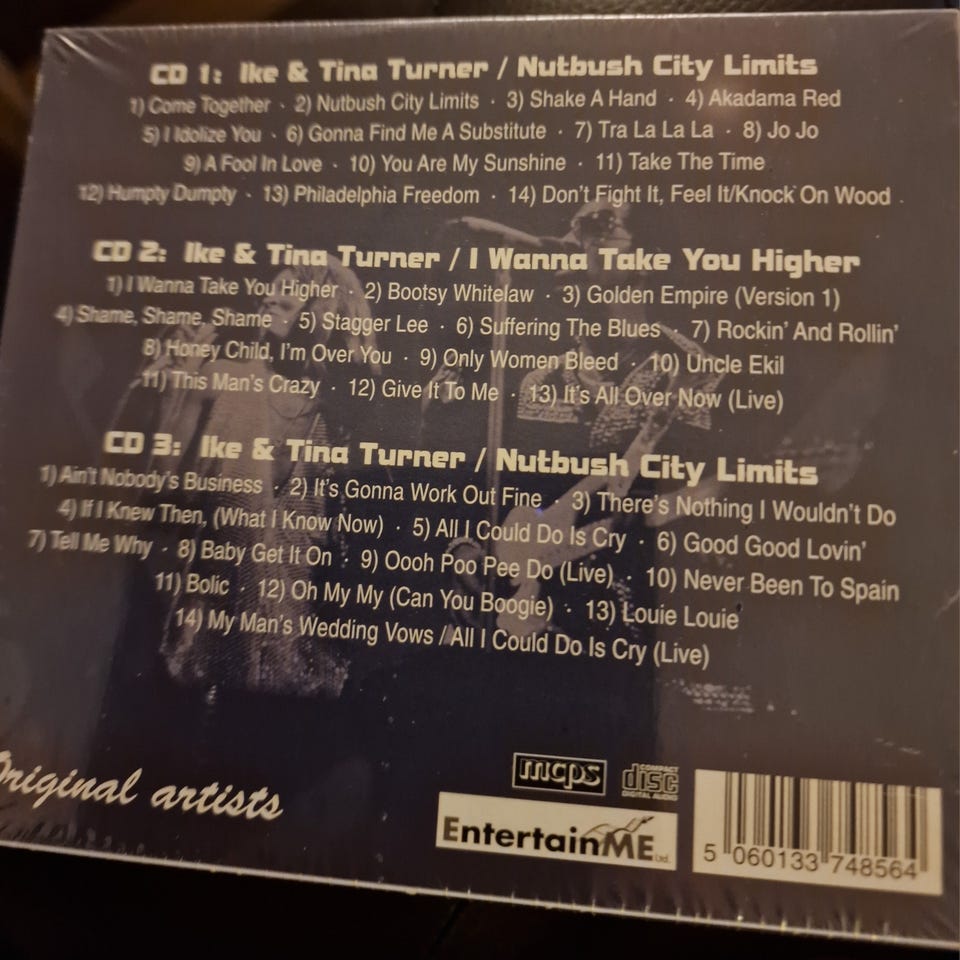 CD 1: Ike & Tina Turner / Nutbush City Limits
1) Come Together · 2) Nutbush City Limits · 3) Shake A Hand · 4) Akadama Red
5) I Idolize You · 6) Gonna Find Me A Substitute · 7) Tra La La La · 8) Jo Jo
9) A Fool In Love · 10) You Are My Sunshine · 11) Take The Time
12) Humpty Dumpty · 13) Philadelphia Freedom · 14) Don't Fight It, Feel It/Knock On Wood
CD 2: Ike & Tina Turner / I Wanna Take You Higher
1) I Wanna Take You Higher · 2) Bootsy Whitelaw · 3) Golden Empire (Version 1)
4) Shame, Shame, Shame · 5) Stagger Lee · 6) Suffering The Blues · 7) Rockin' And Rollin'
8) Honey Child, I'm Over You · 9) Only Women Bleed · 10) Uncle Ekil
11) This Man's Crazy · 12) Give It To Me · 13) It's All Over Now (Live)
CD 3: Ike & Tina Turner / Nutbush City Limits
1) Ain't Nobody's Business · 2) It's Gonna Work Out Fine · 3) There's Nothing I Wouldn't Do
4) If I Knew Then, (What I Know Now) · 5) All I Could Do Is Cry · 6) Good Good Lovin'
7) Tell Me Why · 8) Baby Get It On · 9) Oooh Poo Pee Do (Live) · 10) Never Been To Spain
11) Bolic · 12) Oh My My (Can You Boogie) · 13) Louie Louie
14) My Man's Wedding Vows / All I Could Do Is Cry (Live)
Original artists
mcps
COMPACT
disc
DIGITAL AUDIO
EntertainME Ltd.
5 060133 748564